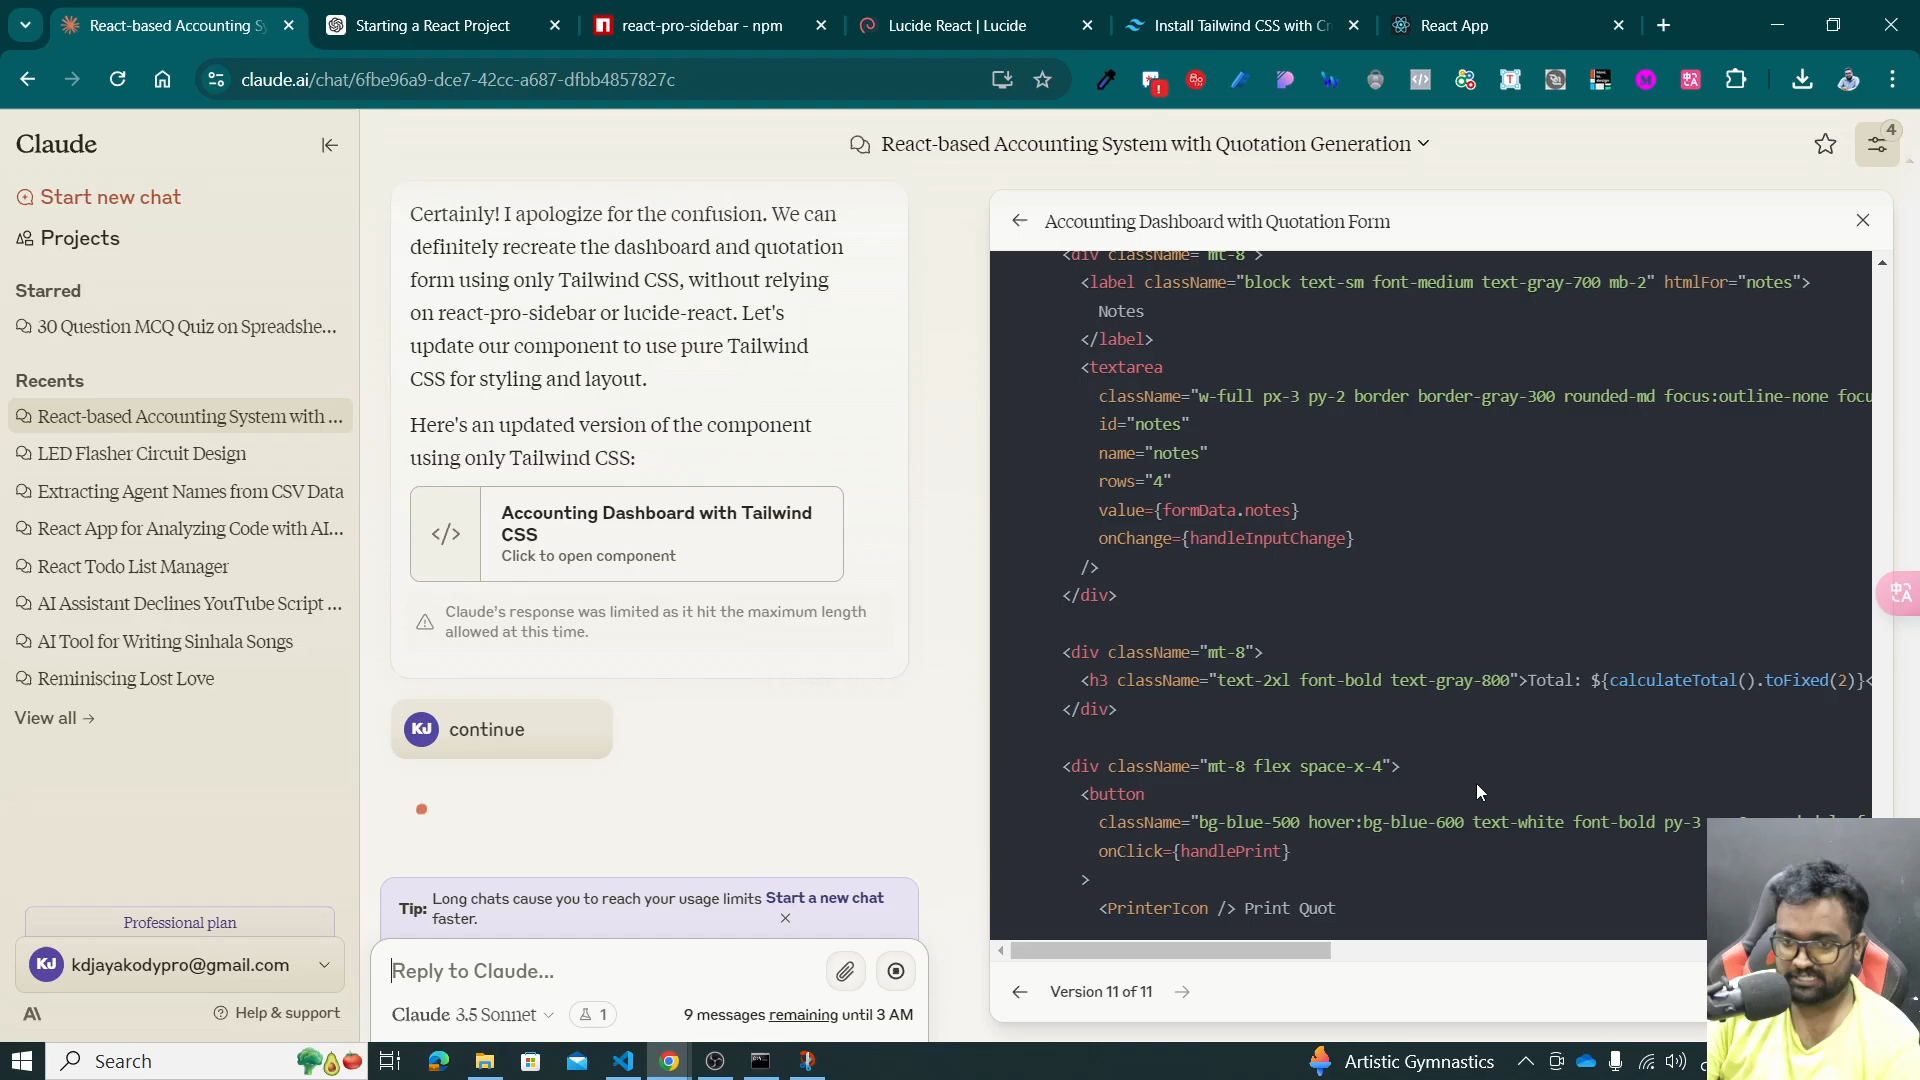 React-based Accounting Sy
Starting a React Project
react-pro-sidebar - npm
Lucide React | Lucide
Install Tailwind CSS with Cr
React App
claude.ai/chat/6fbe96a9-dce7-42cc-a687-dfbb4857827c
Claude
React-based Accounting System with Quotation Generation
4
Start new chat
Projects
Starred
30 Question MCQ Quiz on Spreadshe...
Recents
React-based Accounting System with ...
LED Flasher Circuit Design
Extracting Agent Names from CSV Data
React App for Analyzing Code with AI...
React Todo List Manager
AI Assistant Declines YouTube Script ...
AI Tool for Writing Sinhala Songs
Reminiscing Lost Love
View all →
Professional plan
KJ kdjayakodypro@gmail.com
Help & support
Certainly! I apologize for the confusion. We can
definitely recreate the dashboard and quotation
form using only Tailwind CSS, without relying
on react-pro-sidebar or lucide-react. Let's
update our component to use pure Tailwind
CSS for styling and layout.
Here's an updated version of the component
using only Tailwind CSS:
</>
Accounting Dashboard with Tailwind
CSS
Click to open component
Claude's response was limited as it hit the maximum length
allowed at this time.
KJ continue
Tip: Long chats cause you to reach your usage limits Start a new chat
faster.
Reply to Claude...
Claude 3.5 Sonnet
1
9 messages remaining until 3 AM
Accounting Dashboard with Quotation Form
<div className="mt-8">
<label className="block text-sm font-medium text-gray-700 mb-2" htmlFor="notes">
Notes
</label>
<textarea
className="w-full px-3 py-2 border border-gray-300 rounded-md focus:outline-none focu
id="notes"
name="notes"
rows="4"
value={formData.notes}
onChange={handleInputChange}
/>
</div>
<div className="mt-8">
<h3 className="text-2xl font-bold text-gray-800">Total: ${calculateTotal().toFixed(2)}<
</div>
<div className="mt-8 flex space-x-4">
<button
className="bg-blue-500 hover:bg-blue-600 text-white font-bold py-3
onClick={handlePrint}
>
<PrinterIcon /> Print Quot
Version 11 of 11
Search
Artistic Gymnastics